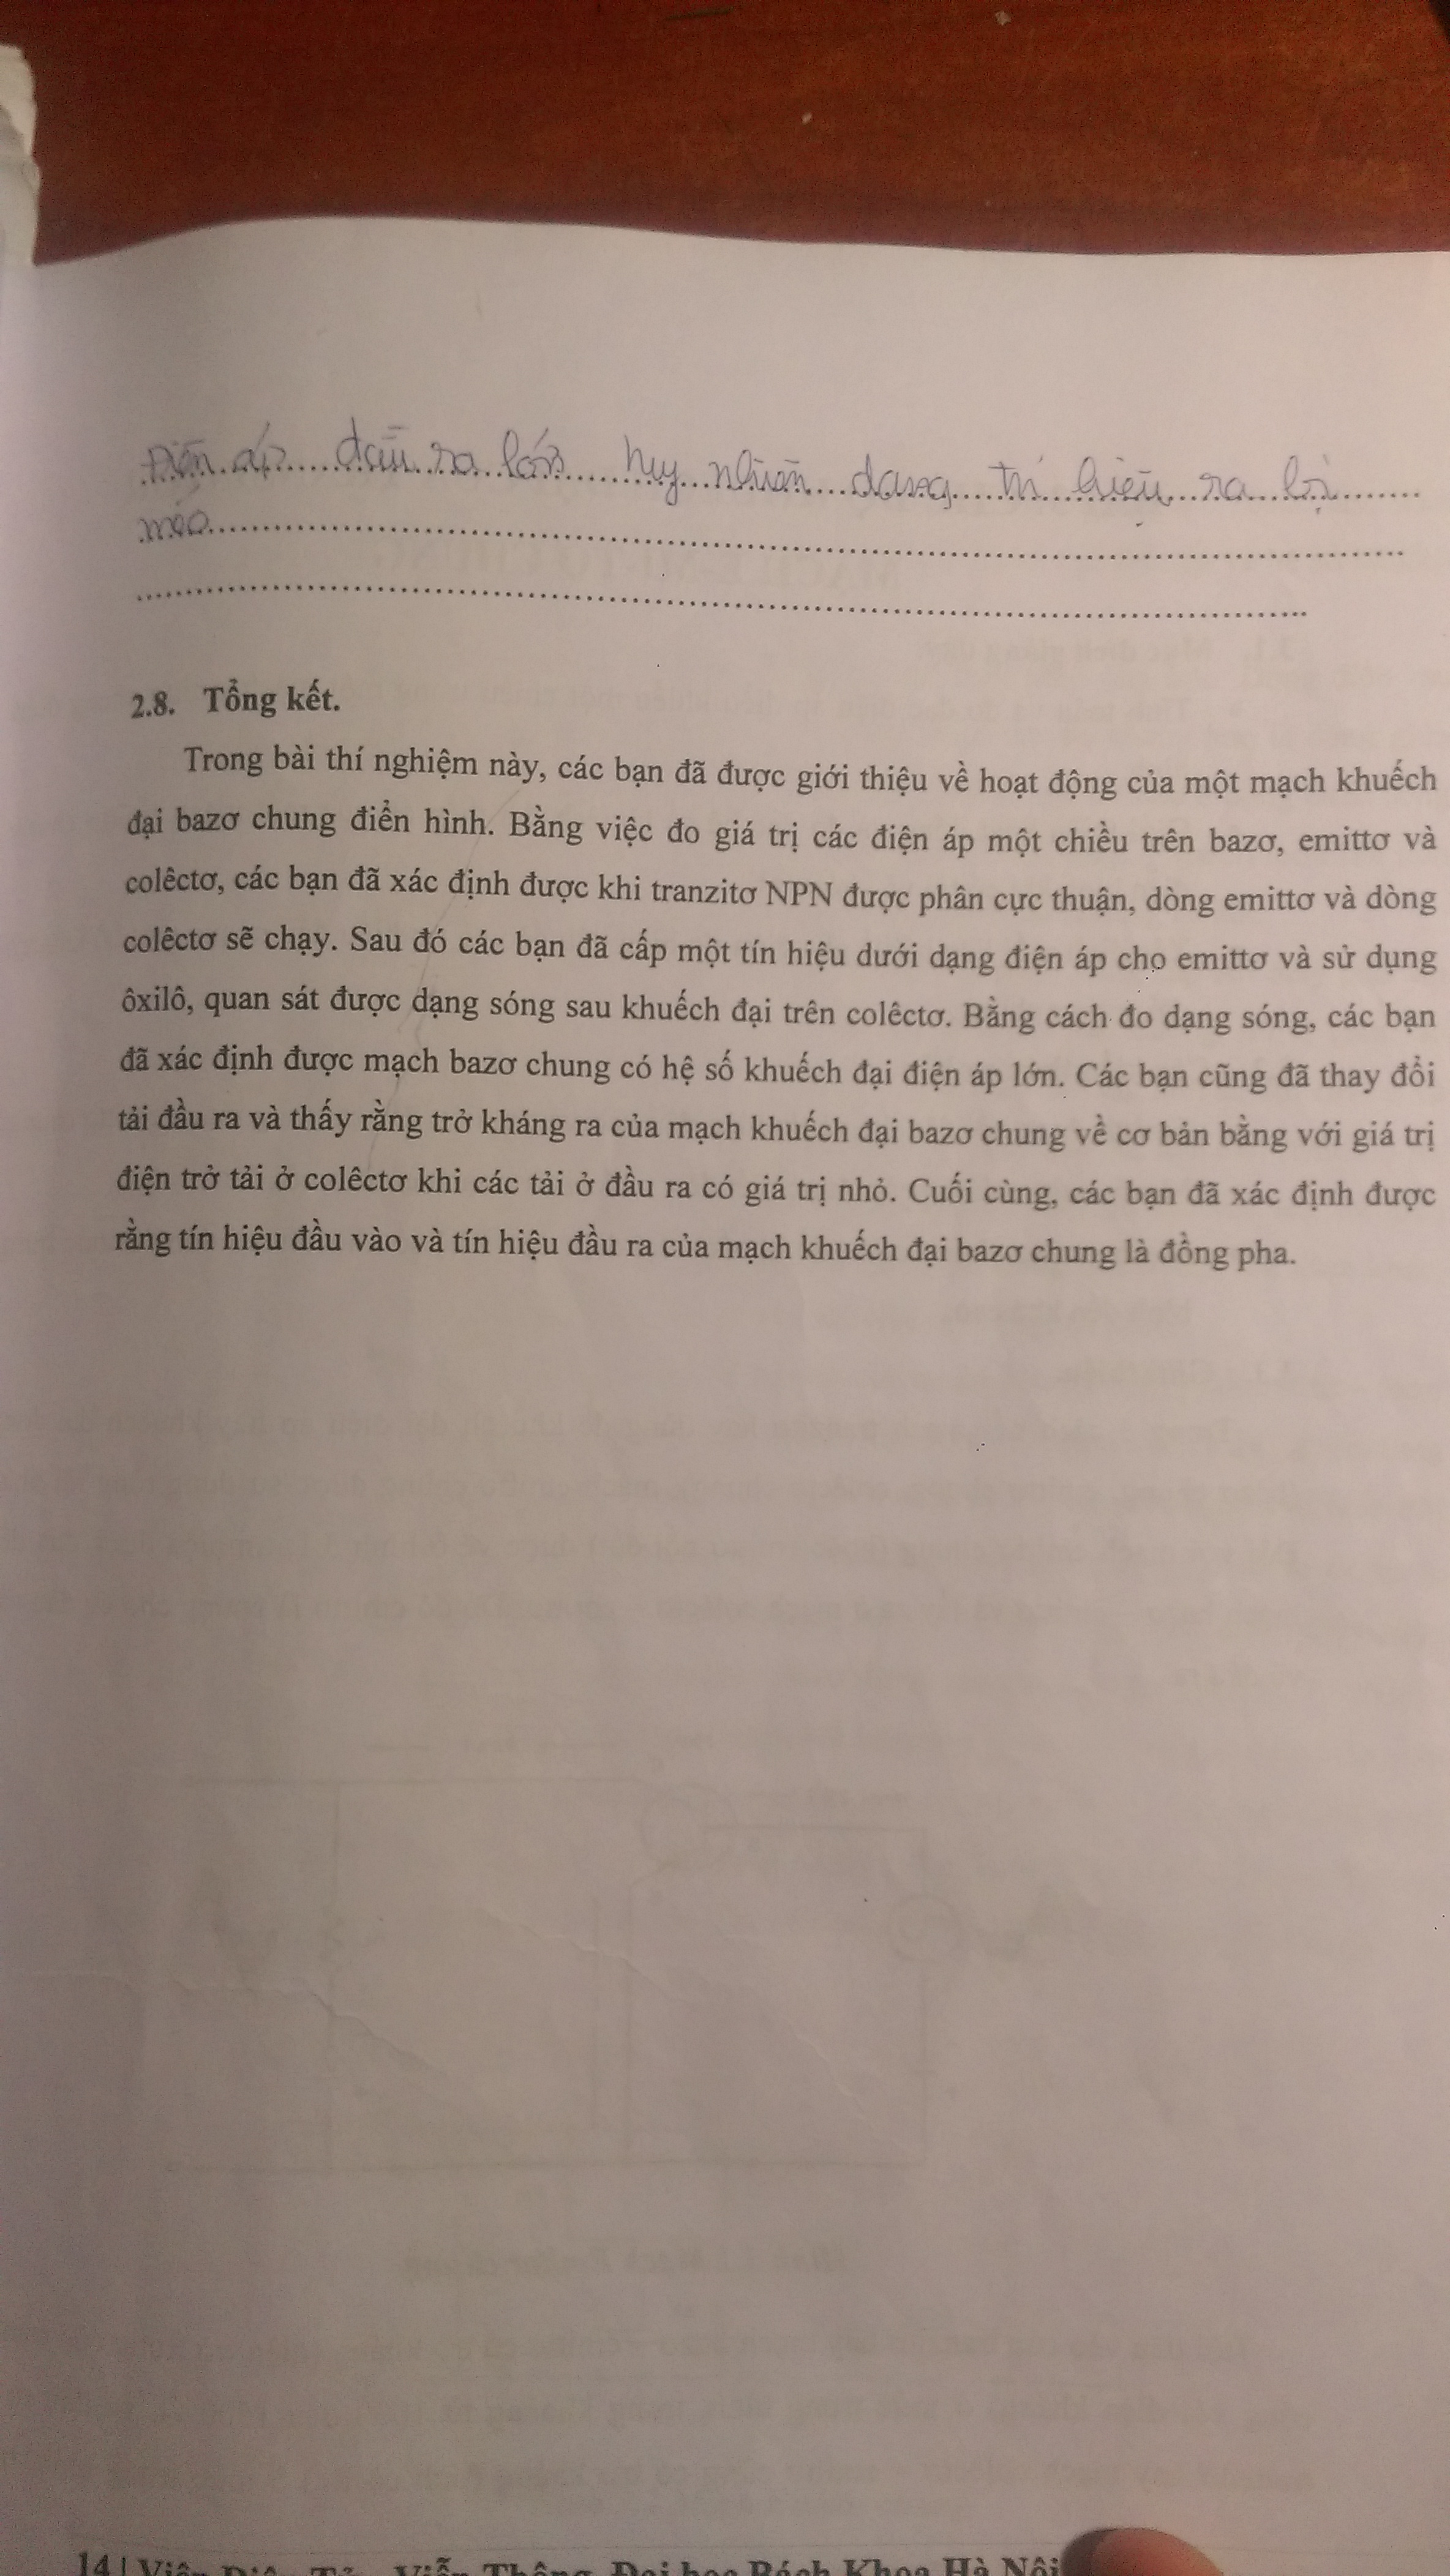 Điện áp đầu ra lớn tuy nhiên dạng tín hiệu ra bị
méo
2.8. Tổng kết.
Trong bài thí nghiệm này, các bạn đã được giới thiệu về hoạt động của một mạch khuếch
đại bazơ chung điển hình. Bằng việc đo giá trị các điện áp một chiều trên bazơ, emittơ và
colêctơ, các bạn đã xác định được khi tranzitơ NPN được phân cực thuận, dòng emittơ và dòng
colêctơ sẽ chạy. Sau đó các bạn đã cấp một tín hiệu dưới dạng điện áp cho emittơ và sử dụng
ôxilô, quan sát được dạng sóng sau khuếch đại trên colêctơ. Bằng cách đo dạng sóng, các bạn
đã xác định được mạch bazơ chung có hệ số khuếch đại điện áp lớn. Các bạn cũng đã thay đổi
tải đầu ra và thấy rằng trở kháng ra của mạch khuếch đại bazơ chung về cơ bản bằng với giá trị
điện trở tải ở colêctơ khi các tải ở đầu ra có giá trị nhỏ. Cuối cùng, các bạn đã xác định được
rằng tín hiệu đầu vào và tín hiệu đầu ra của mạch khuếch đại bazơ chung là đồng pha.
14 | Viện Điện Tử - Viễn Thông, Đại học Bách Khoa Hà Nội